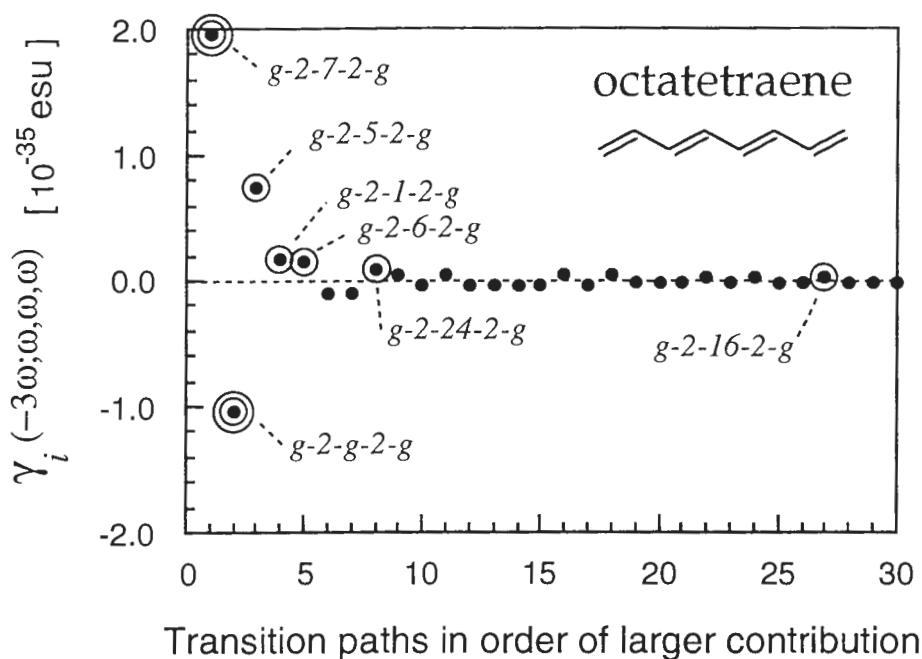 γi (−3ω;ω,ω,ω) [ 10-35 esu ]
2.0
1.0
0.0
-1.0
-2.0
octatetraene
g-2-7-2-g
g-2-5-2-g
g-2-1-2-g
g-2-6-2-g
g-2-24-2-g
g-2-16-2-g
g-2-g-2-g
0 5 10 15 20 25 30
Transition paths in order of larger contribution